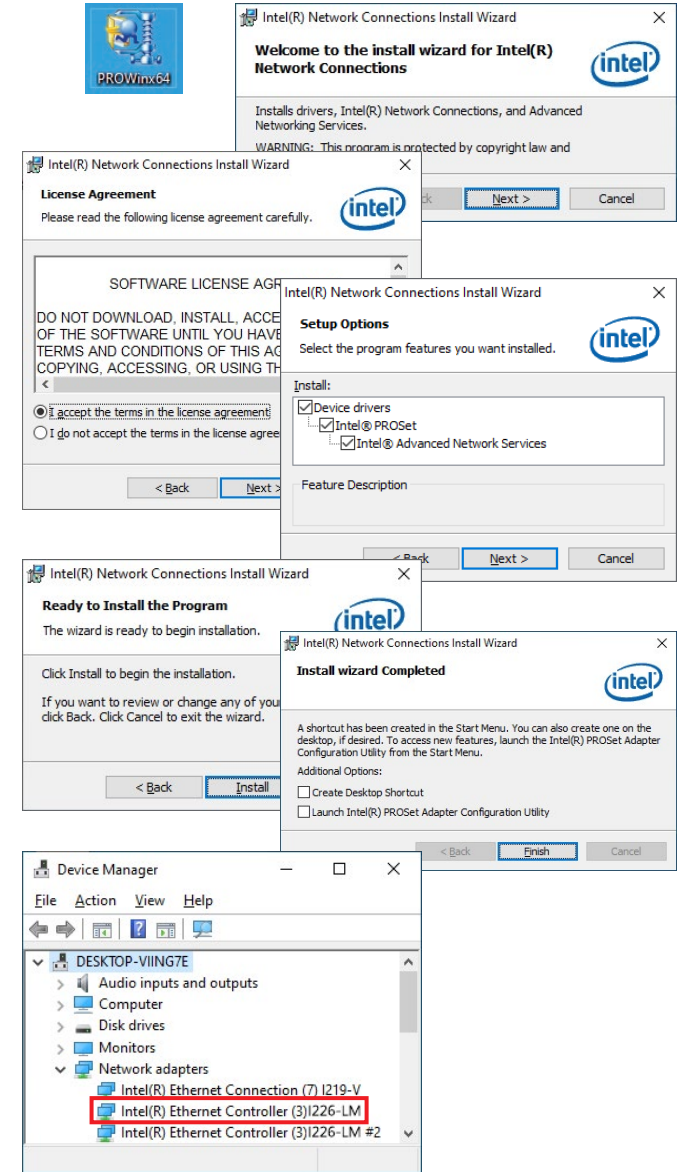 PROWinx64
Intel(R) Network Connections Install Wizard
Welcome to the install wizard for Intel(R)
Network Connections
intel
Installs drivers, Intel(R) Network Connections, and Advanced
Networking Services.
WARNING: This program is protected by copyright law and
Next >
Cancel
Intel(R) Network Connections Install Wizard
License Agreement
Please read the following license agreement carefully.
intel
SOFTWARE LICENSE AGR
DO NOT DOWNLOAD, INSTALL, ACCE
OF THE SOFTWARE UNTIL YOU HAVE
TERMS AND CONDITIONS OF THIS AG
COPYING, ACCESSING, OR USING TH
I accept the terms in the license agreement
I do not accept the terms in the license agree
< Back
Next >
Intel(R) Network Connections Install Wizard
Setup Options
Select the program features you want installed.
intel
Install:
Device drivers
Intel® PROSet
Intel® Advanced Network Services
Feature Description
< Back
Next >
Cancel
Intel(R) Network Connections Install Wizard
Ready to Install the Program
The wizard is ready to begin installation.
intel
Click Install to begin the installation.
If you want to review or change any of you
click Back. Click Cancel to exit the wizard.
< Back
Install
Intel(R) Network Connections Install Wizard
Install wizard Completed
intel
A shortcut has been created in the Start Menu. You can also create one on the
desktop, if desired. To access new features, launch the Intel(R) PROSet Adapter
Configuration Utility from the Start Menu.
Additional Options:
Create Desktop Shortcut
Launch Intel(R) PROSet Adapter Configuration Utility
< Back
Finish
Cancel
Device Manager
File Action View Help
DESKTOP-VIING7E
Audio inputs and outputs
Computer
Disk drives
Monitors
Network adapters
Intel(R) Ethernet Connection (7) I219-V
Intel(R) Ethernet Controller (3)I226-LM
Intel(R) Ethernet Controller (3)I226-LM #2